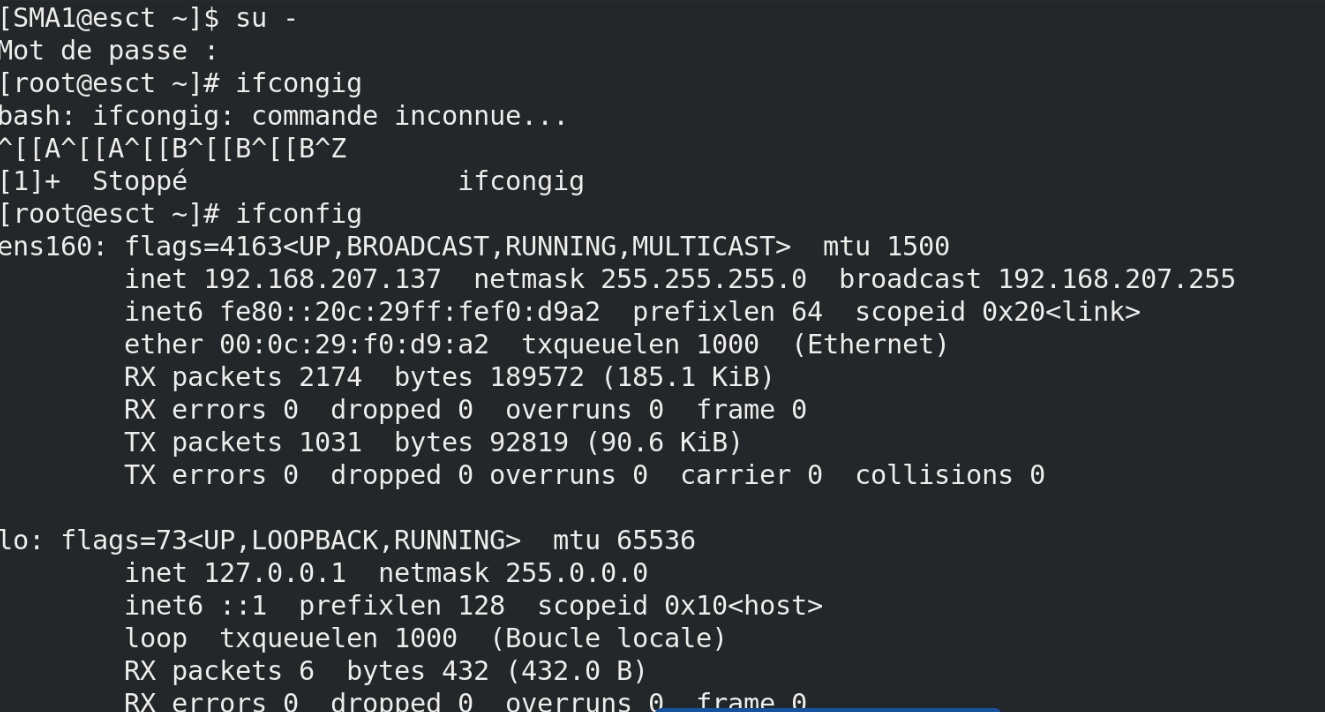 [SMA1@esct ~]$ su -
Mot de passe :
[root@esct ~]# ifcongig
bash: ifcongig: commande inconnue...
^[[A^[[A^[[B^[[B^[[B^Z
[1]+  Stoppé                 ifcongig
[root@esct ~]# ifconfig
ens160: flags=4163<UP,BROADCAST,RUNNING,MULTICAST>  mtu 1500
        inet 192.168.207.137  netmask 255.255.255.0  broadcast 192.168.207.255
        inet6 fe80::20c:29ff:fef0:d9a2  prefixlen 64  scopeid 0x20<link>
        ether 00:0c:29:f0:d9:a2  txqueuelen 1000  (Ethernet)
        RX packets 2174  bytes 189572 (185.1 KiB)
        RX errors 0  dropped 0  overruns 0  frame 0
        TX packets 1031  bytes 92819 (90.6 KiB)
        TX errors 0  dropped 0 overruns 0  carrier 0  collisions 0

lo: flags=73<UP,LOOPBACK,RUNNING>  mtu 65536
        inet 127.0.0.1  netmask 255.0.0.0
        inet6 ::1  prefixlen 128  scopeid 0x10<host>
        loop  txqueuelen 1000  (Boucle locale)
        RX packets 6  bytes 432 (432.0 B)
        RX errors 0  dropped 0  overruns 0  frame 0